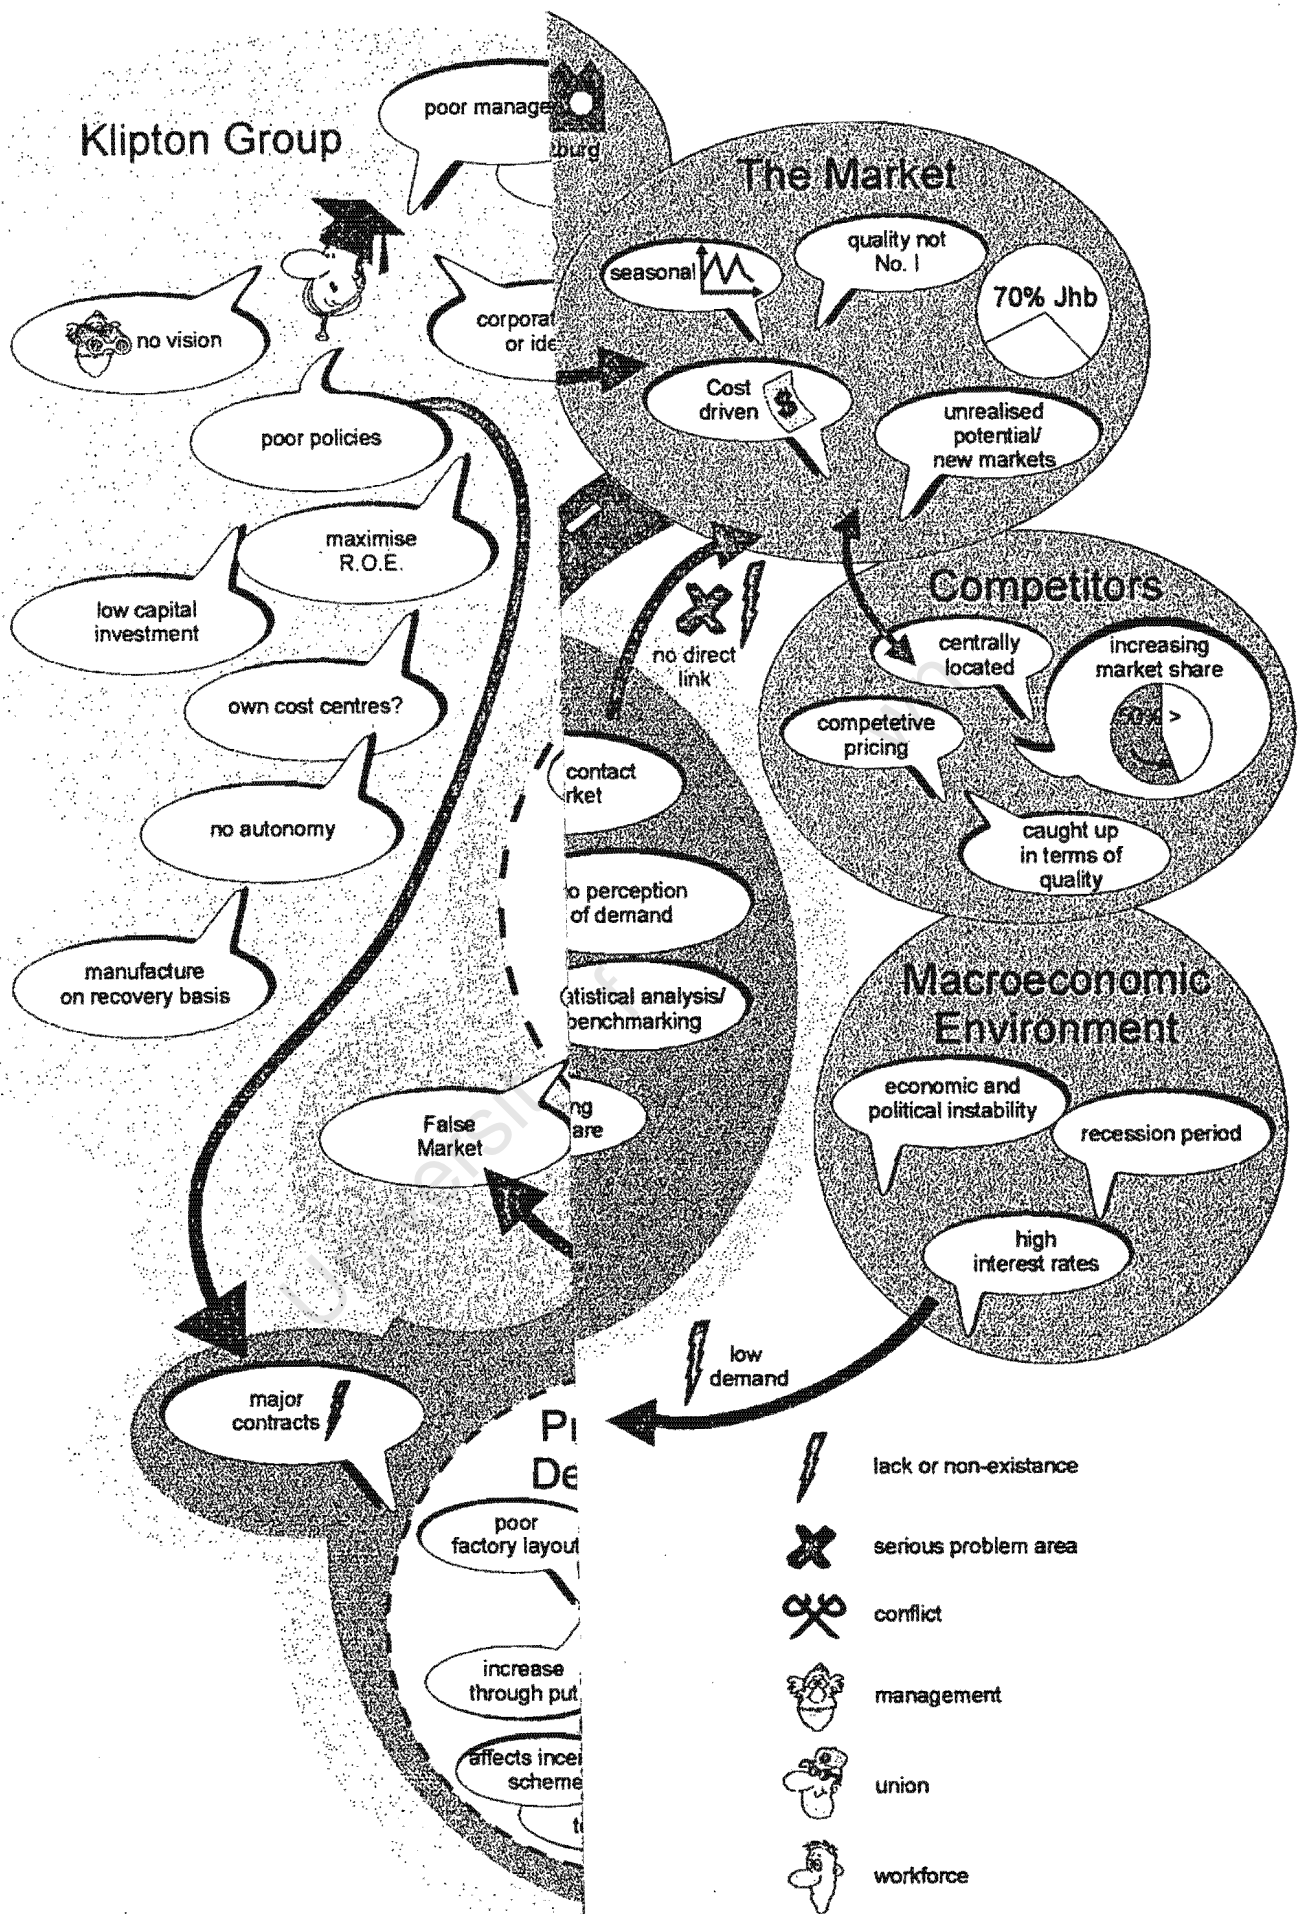 Klipton Group
poor manage
no vision
corporat
or ide
poor policies
maximise
R.O.E.
low capital
investment
own cost centres?
no autonomy
manufacture
on recovery basis
False
Market
major
contracts
zburg
The Market
seasonal
quality not
No. 1
70% Jhb
Cost
driven $
unrealised
potential/
new markets
no direct
link
Competitors
centrally
located
increasing
market share
50% >
competetive
pricing
caught up
in terms of
quality
contact
rket
o perception
of demand
atistical analysis/
benchmarking
ng
are
Macroeconomic
Environment
economic and
political instability
recession period
high
interest rates
low
demand
De
poor
factory layout
increase
through put
affects incen
scheme
lack or non-existance
serious problem area
conflict
management
union
workforce